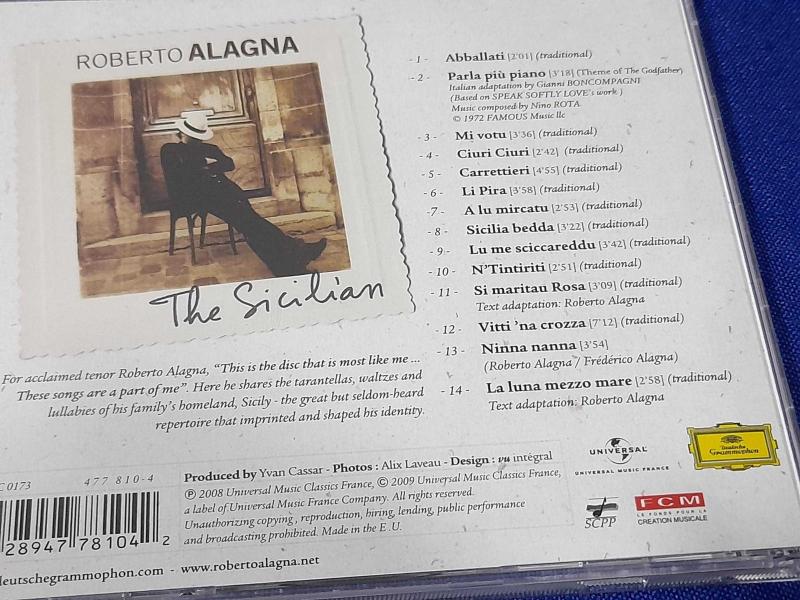 ROBERTO ALAGNA
The Sicilian
- 1 - Abballati [2'01] (traditional)
- 2 - Parla più piano [3'18] (Theme of The Godfather)
Italian adaptation by Gianni BONCOMPAGNI
(Based on SPEAK SOFTLY LOVE's work)
Music composed by Nino ROTA
© 1972 FAMOUS Music llc
- 3 - Mi votu [3'36] (traditional)
- 4 - Ciuri Ciuri [2'42] (traditional)
- 5 - Carrettieri [4'55] (traditional)
- 6 - Li Pira [3'58] (traditional)
- 7 - A lu mircatu [2'53] (traditional)
- 8 - Sicilia bedda [3'22] (traditional)
- 9 - Lu me sciccareddu [3'42] (traditional)
- 10 - N'Tintiriti [2'51] (traditional)
- 11 - Si maritau Rosa [3'09] (traditional)
Text adaptation: Roberto Alagna
- 12 - Vitti 'na crozza [7'12] (traditional)
- 13 - Ninna nanna [3'54]
(Roberto Alagna / Frédérico Alagna)
- 14 - La luna mezzo mare [2'58] (traditional)
Text adaptation: Roberto Alagna
For acclaimed tenor Roberto Alagna, "This is the disc that is most like me ...
These songs are a part of me". Here he shares the tarantellas, waltzes and
lullabies of his family's homeland, Sicily - the great but seldom-heard
repertoire that imprinted and shaped his identity.
C 0173 477 810-4
28947 78104 2
Produced by Yvan Cassar - Photos : Alix Laveau - Design : vu intégral
℗ 2008 Universal Music Classics France, © 2009 Universal Music Classics France,
a label of Universal Music France Company. All rights reserved.
Unauthorizing copying , reproduction, hiring, lending, public performance
and broadcasting prohibited. Made in the E .U.
UNIVERSAL
UNIVERSAL MUSIC FRANCE
Deutsche
Grammophon
SCPP
FCM
LE FONDS POUR LA
CREATION MUSICALE
deutschegrammophon.com - www.robertoalagna.net